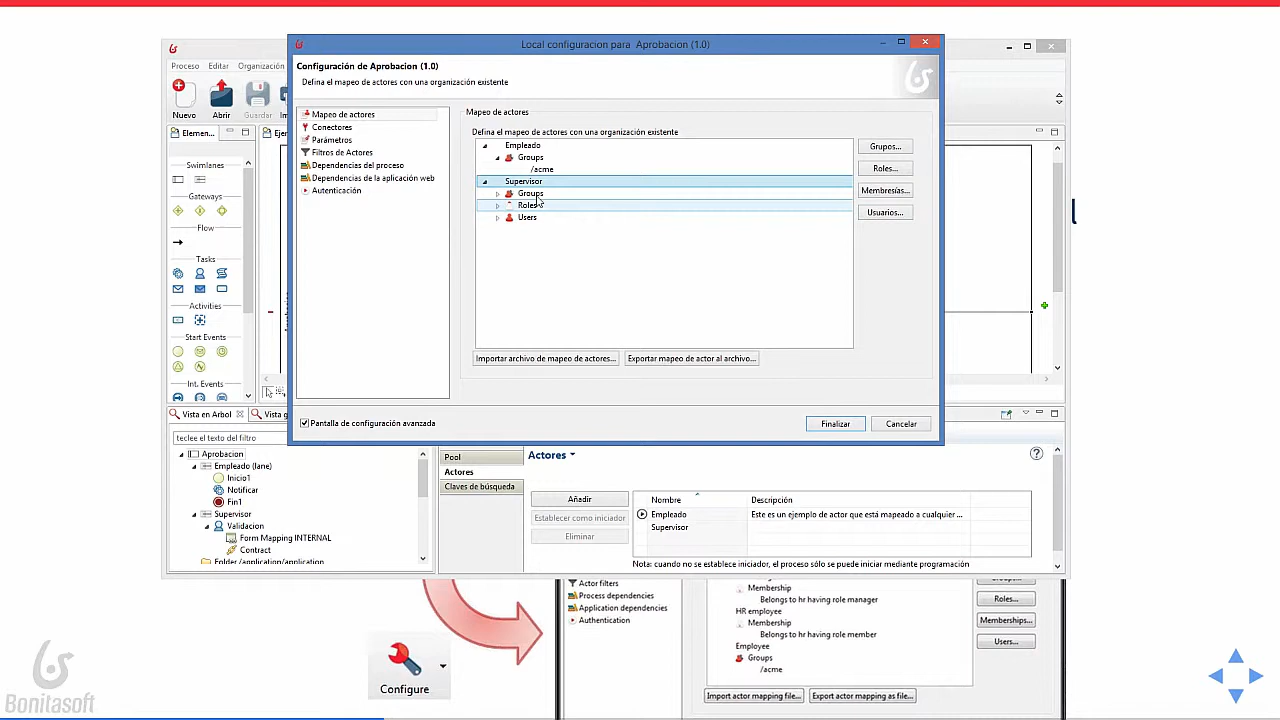 Local configuracion para Aprobacion (1.0)
Configuración de Aprobacion (1.0)
Defina el mapeo de actores con una organización existente
Proceso Editar Organización
Nuevo Abrir Guardar
Elemen...
Swimlanes
Gateways
Flow
Tasks
Activities
Start Events
Int. Events
Mapeo de actores
Conectores
Parámetros
Filtros de Actores
Dependencias del proceso
Dependencias de la aplicación web
Autenticación
Mapeo de actores
Defina el mapeo de actores con una organización existente
Empleado
Groups
/acme
Supervisor
Groups
Roles
Users
Grupos...
Roles...
Membresías...
Usuarios...
Importar archivo de mapeo de actores... Exportar mapeo de actor al archivo...
Pantalla de configuración avanzada
Finalizar Cancelar
Vista en Arbol Vista
teclee el texto del filtro
Aprobacion
Empleado (lane)
Inicio1
Notificar
Fin1
Supervisor
Validacion
Form Mapping INTERNAL
Contract
Folder /application/application
Pool
Actores
Claves de búsqueda
Actores
Añadir
Establecer como iniciador
Eliminar
Nombre Descripción
Empleado Este es un ejemplo de actor que está mapeado a cualquier ...
Supervisor
Nota: cuando no se establece iniciador, el proceso sólo se puede iniciar mediante programación
Actor filters
Process dependencies
Application dependencies
Authentication
Membership
Belongs to hr having role manager
HR employee
Membership
Belongs to hr having role member
Employee
Groups
/acme
Roles...
Memberships...
Users...
Import actor mapping file... Export actor mapping as file...
Configure
Bonitasoft